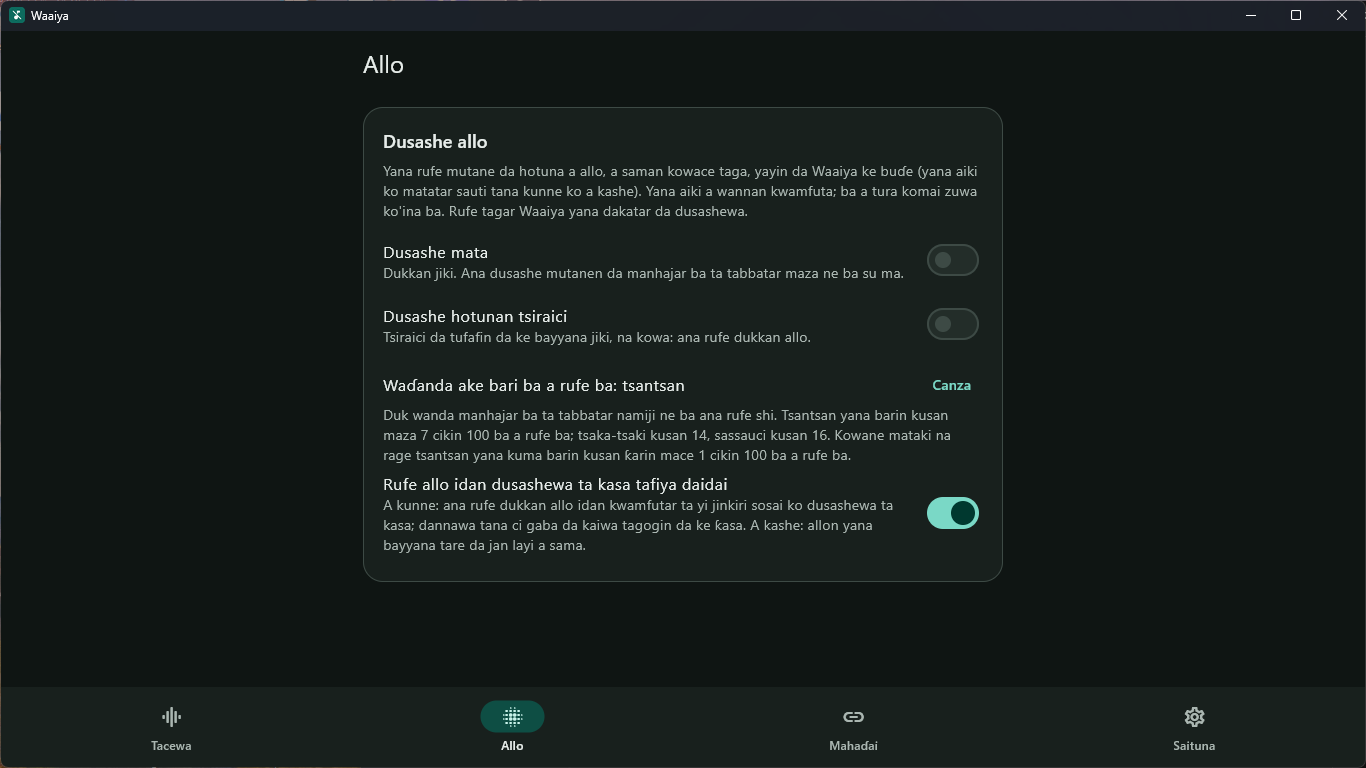 Waaiya
Allo
Dusashe allo
Yana rufe mutane da hotuna a allo, a saman kowace taga, yayin da Waaiya ke buɗe (yana aiki
ko matatar sauti tana kunne ko a kashe). Yana aiki a wannan kwamfuta; ba a tura komai zuwa
ko'ina ba. Rufe tagar Waaiya yana dakatar da dusashewa.
Dusashe mata
Dukkan jiki. Ana dusashe mutanen da manhajar ba ta tabbatar maza ne ba su ma.
Dusashe hotunan tsiraici
Tsiraici da tufafin da ke bayyana jiki, na kowa: ana rufe dukkan allo.
Waɗanda ake bari ba a rufe ba: tsantsan
Canza
Duk wanda manhajar ba ta tabbatar namiji ne ba ana rufe shi. Tsantsan yana barin kusan
maza 7 cikin 100 ba a rufe ba; tsaka-tsaki kusan 14, sassauci kusan 16. Kowane mataki na
rage tsantsan yana kuma barin kusan ƙarin mace 1 cikin 100 ba a rufe ba.
Rufe allo idan dusashewa ta kasa tafiya daidai
A kunne: ana rufe dukkan allo idan kwamfutar ta yi jinkiri sosai ko dusashewa ta
kasa; dannawa tana ci gaba da kaiwa tagogin da ke ƙasa. A kashe: allon yana
bayyana tare da jan layi a sama.
Tacewa
Allo
Mahaɗai
Saituna